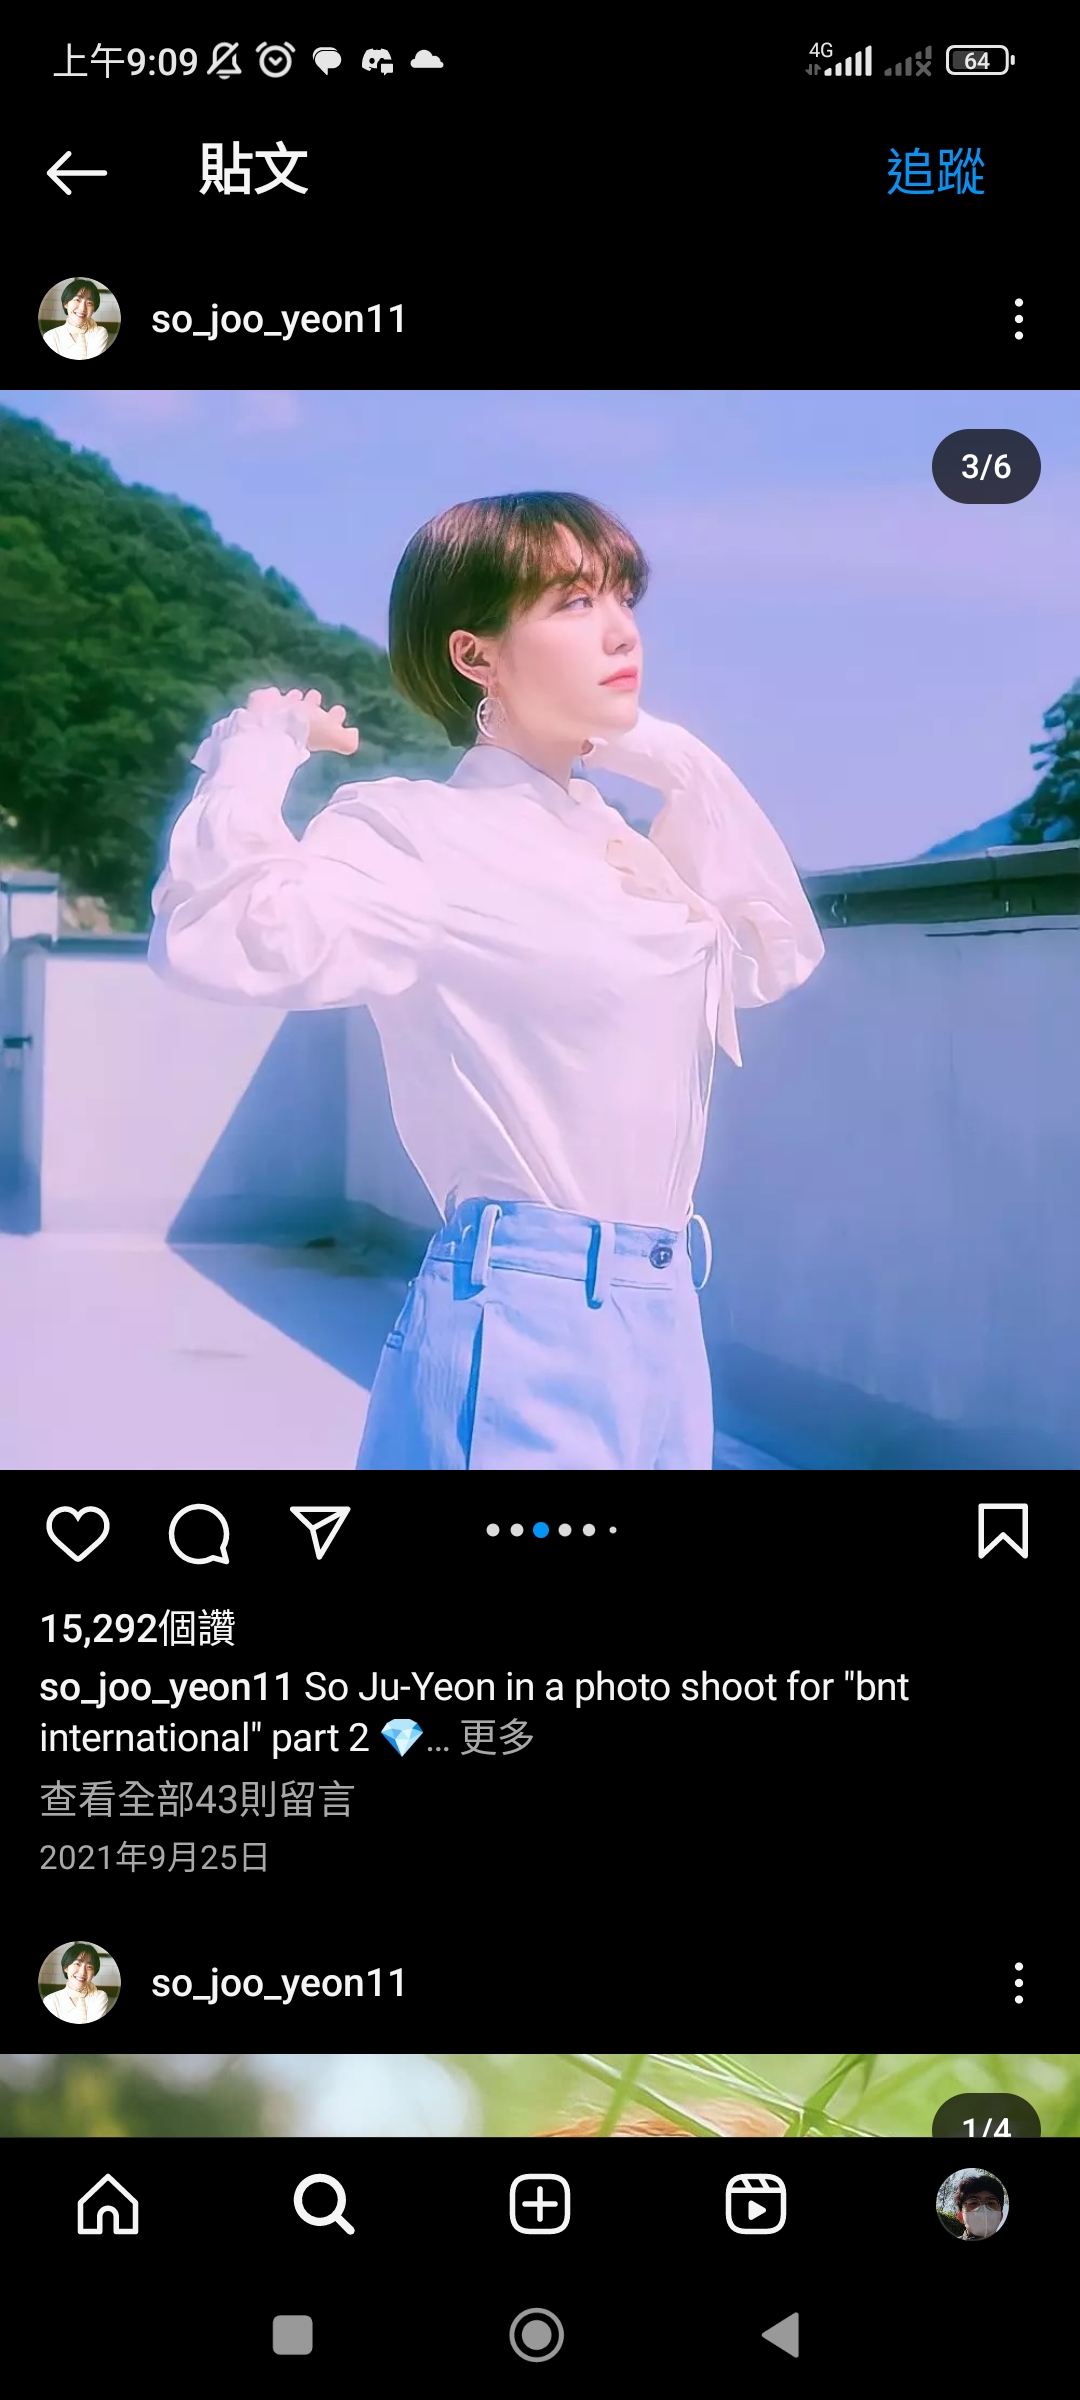 上午9:09
4G
64
貼文
追蹤
so_joo_yeon11
3/6
15,292個讚
so_joo_yeon11 So Ju-Yeon in a photo shoot for "bnt
international" part 2 💎... 更多
查看全部43則留言
2021年9月25日
so_joo_yeon11
1/4